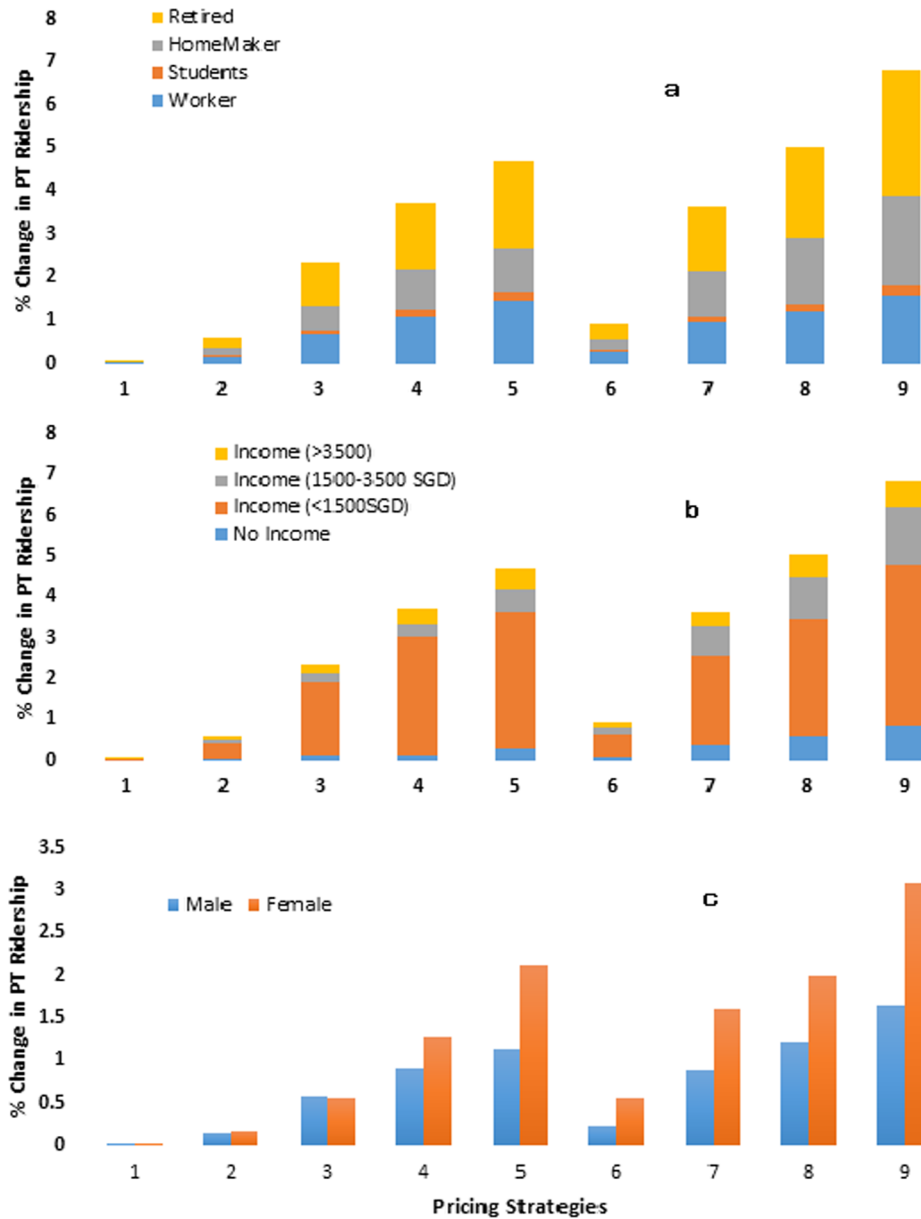 8
Retired
HomeMaker
7
Students
Worker
6
a
5
4
3
2
1
0
% Change in PT Ridership
1 2 3 4 5 6 7 8 9
8
Income (>3500)
7
Income (1500-3500 SGD)
Income (<1500SGD)
6
No Income
b
5
4
3
2
1
0
% Change in PT Ridership
1 2 3 4 5 6 7 8 9
3.5
3
Male Female
c
2.5
2
1.5
1
0.5
0
% Change in PT Ridership
1 2 3 4 5 6 7 8 9
Pricing Strategies